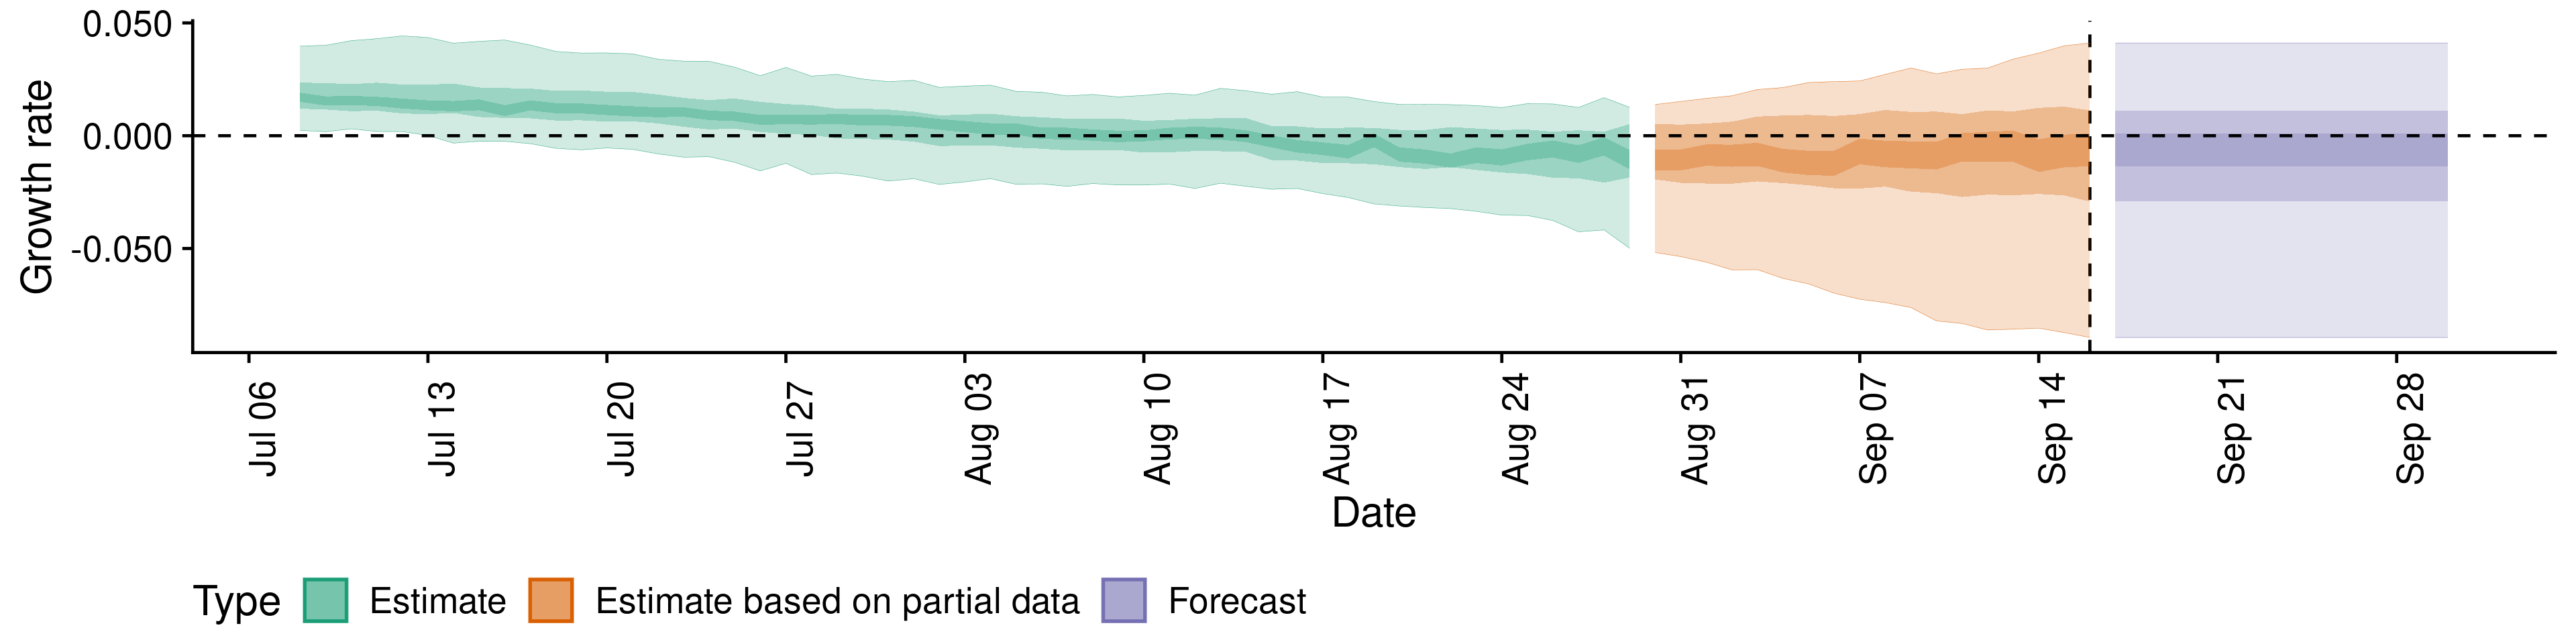 Growth rate
0.050
0.000
-0.050
Jul 06
Jul 13
Jul 20
Jul 27
Aug 03
Aug 10
Aug 17
Aug 24
Aug 31
Sep 07
Sep 14
Sep 21
Sep 28
Date
Type Estimate Estimate based on partial data Forecast